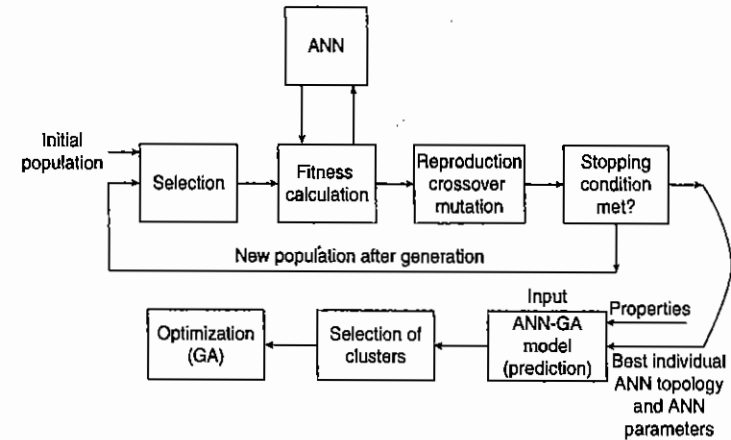 ANN
Initial
population
Selection
Fitness
calculation
Reproduction
crossover
mutation
Stopping
condition
met?
New population after generation
Input
Properties
Optimization
(GA)
Selection of
clusters
ANN-GA
model
(prediction)
Best individual
ANN topology
and ANN
parameters